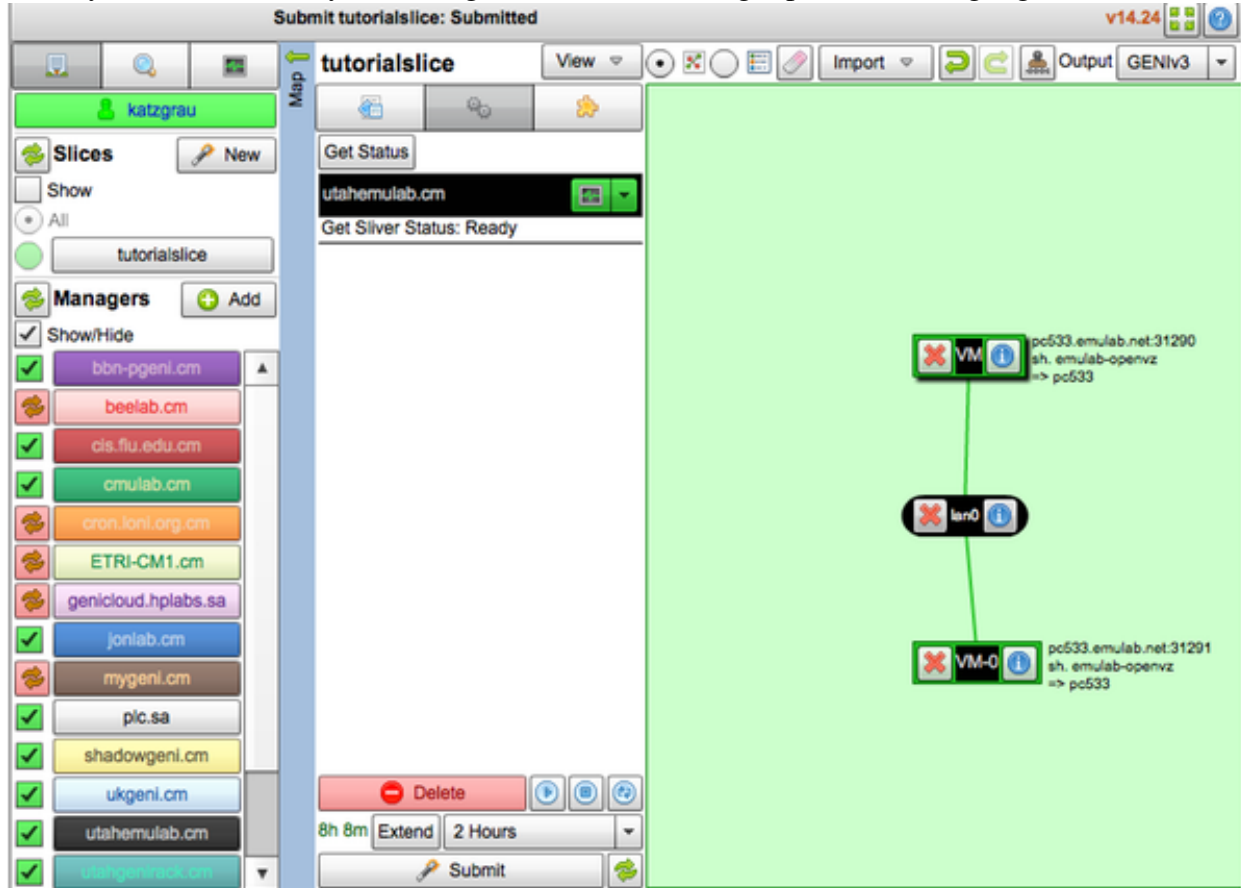 Submit tutorialslice: Submitted
v14.24
katzgrau
Slices
New
Show
All
tutorialslice
Managers
Add
Show/Hide
bbn-pgeni.cm
beelab.cm
cis.fiu.edu.cm
cmulab.cm
cron.loni.org.cm
ETRI-CM1.cm
genicloud.hplabs.sa
jonlab.cm
mygeni.cm
plc.sa
shadowgeni.cm
ukgeni.cm
utahemulab.cm
utahgenirack.cm
Map
tutorialslice
View
Import
Output
GENIv3
Get Status
utahemulab.cm
Get Sliver Status: Ready
Delete
8h 8m Extend 2 Hours
Submit
VM
pc533.emulab.net:31290
sh. emulab-openvz
=> pc533
lan0
VM-0
pc533.emulab.net:31291
sh. emulab-openvz
=> pc533